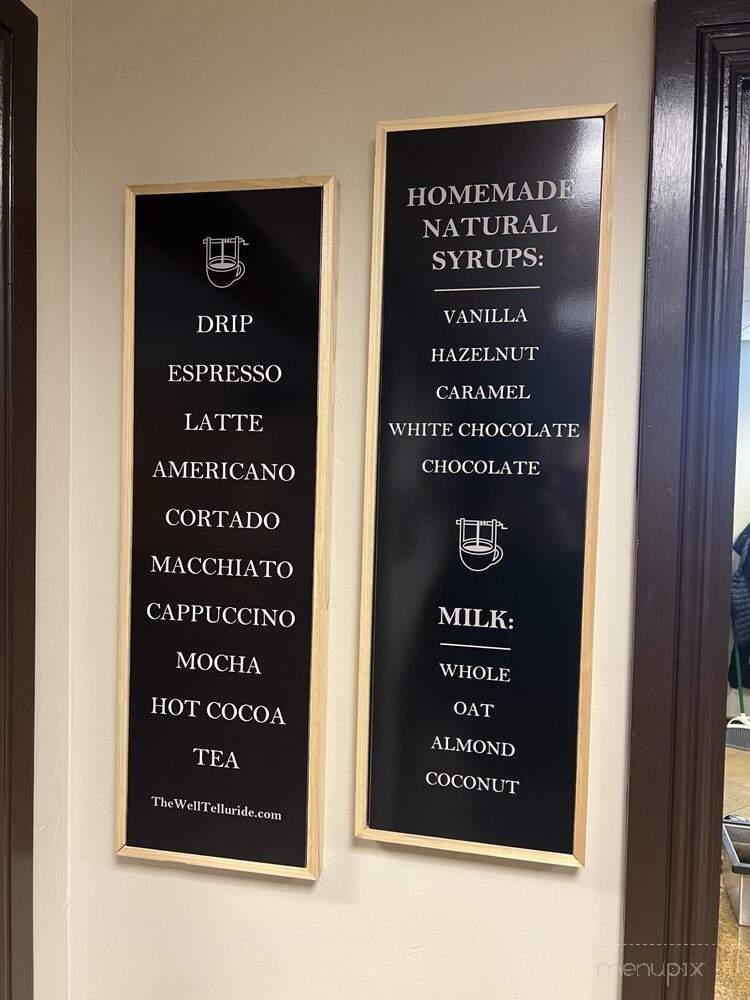 DRIP
ESPRESSO
LATTE
AMERICANO
CORTADO
MACCHIATO
CAPPUCCINO
MOCHA
HOT COCOA
TEA
TheWellTelluride.com
HOMEMADE
NATURAL
SYRUPS:
VANILLA
HAZELNUT
CARAMEL
WHITE CHOCOLATE
CHOCOLATE
MILK:
WHOLE
OAT
ALMOND
COCONUT
menupix